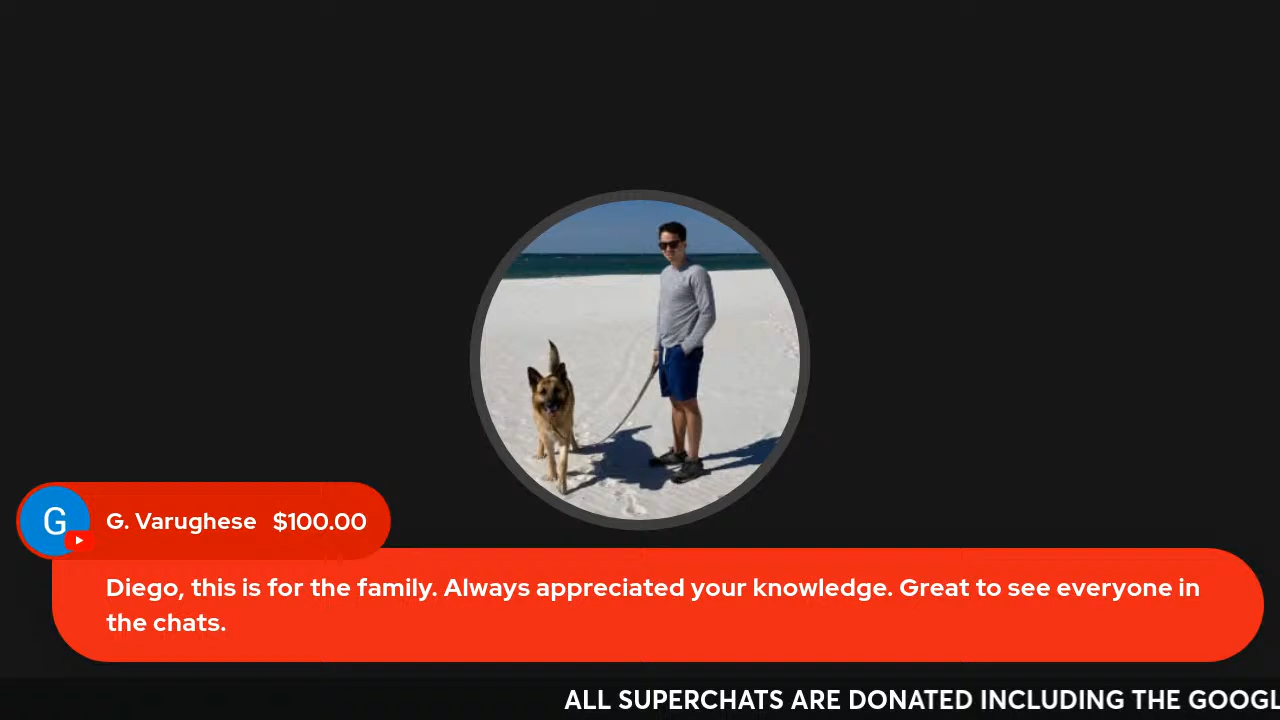 G
G. Varughese $100.00
Diego, this is for the family. Always appreciated your knowledge. Great to see everyone in
the chats.
ALL SUPERCHATS ARE DONATED INCLUDING THE